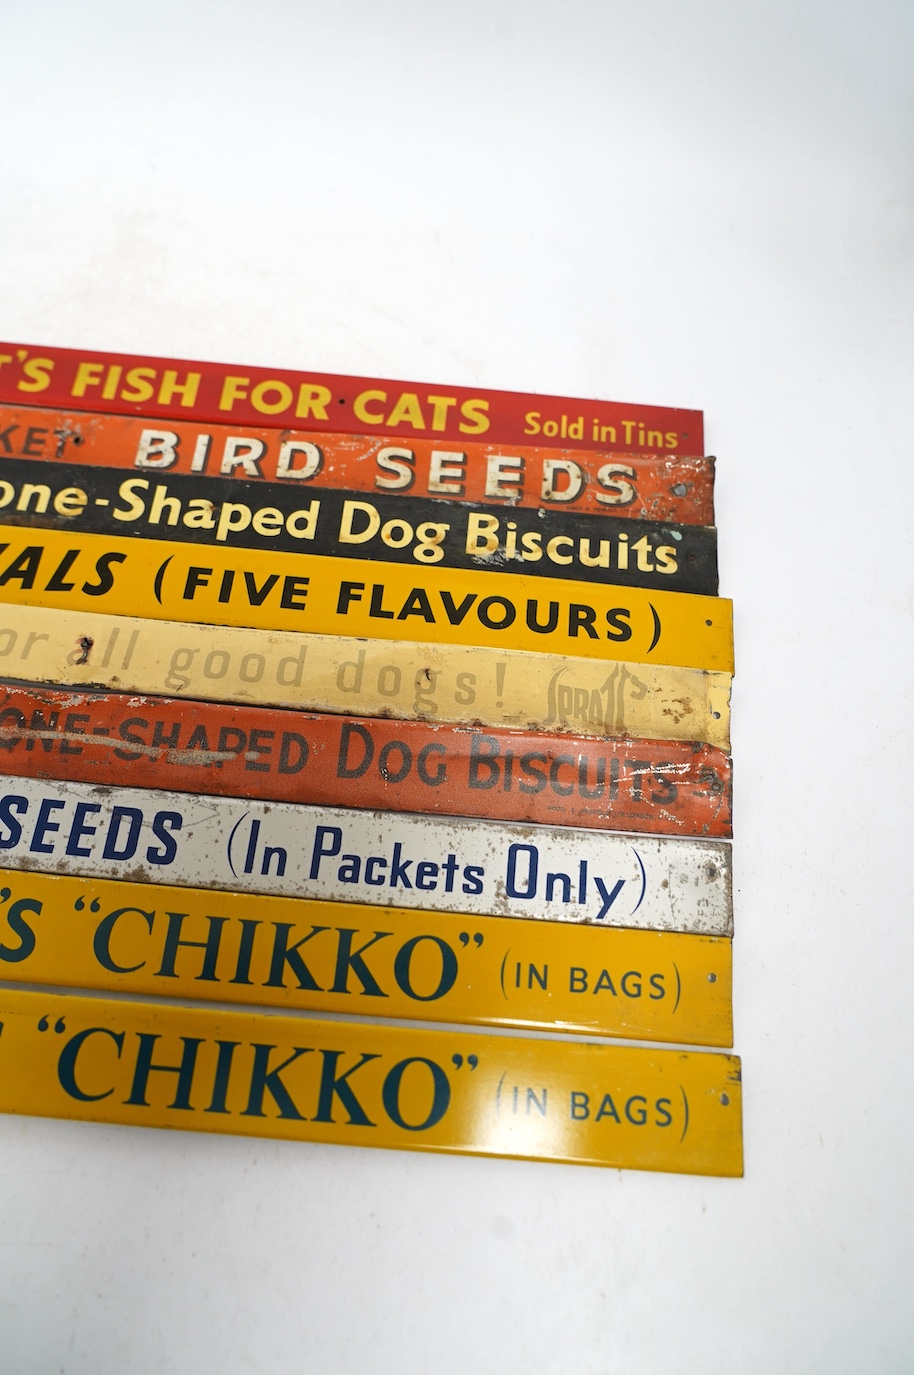 T'S FISH FOR CATS Sold in Tins
KET BIRD SEEDS
one-Shaped Dog Biscuits
ALS (FIVE FLAVOURS)
or all good dogs! SPRATT'S
ONE-SHAPED DOG BISCUITS
SEEDS (In Packets Only)
'S "CHIKKO" (IN BAGS)
"CHIKKO" (IN BAGS)